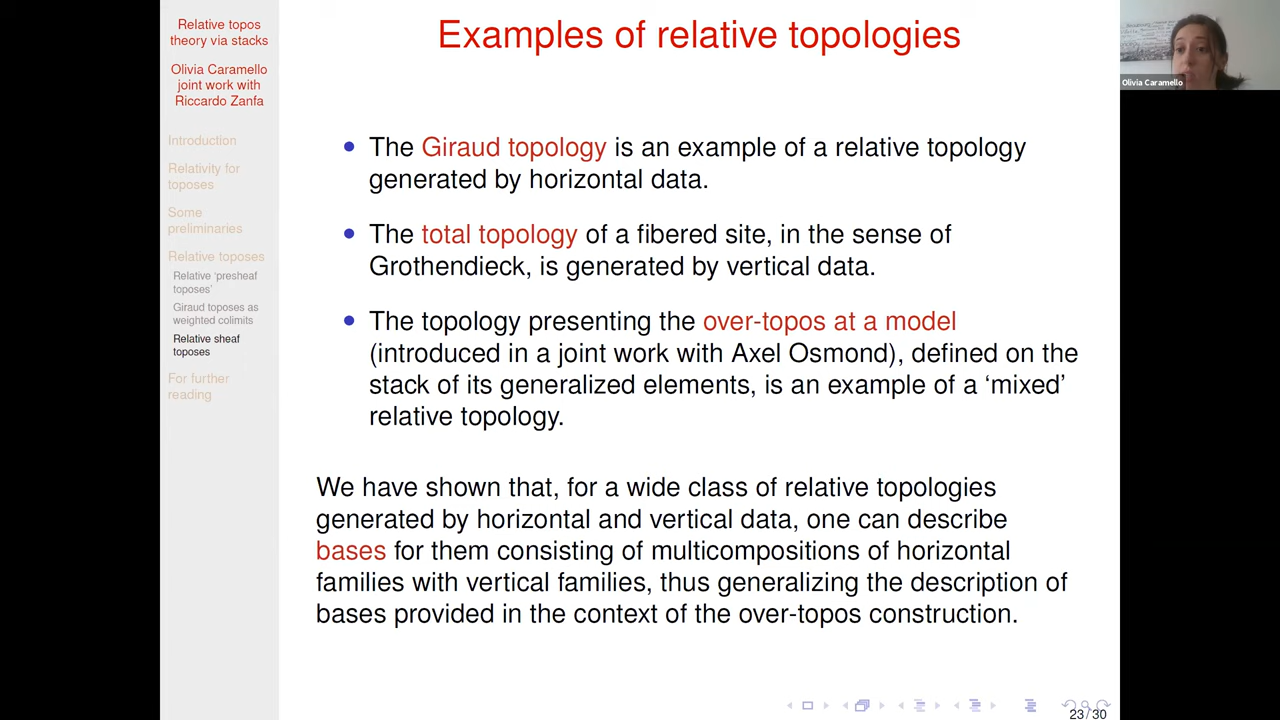 Relative topos
theory via stacks
Olivia Caramello
joint work with
Riccardo Zanfa
Introduction
Relativity for
toposes
Some
preliminaries
Relative toposes
Relative ‘presheaf
toposes’
Giraud toposes as
weighted colimits
Relative sheaf
toposes
For further
reading
Examples of relative topologies
• The Giraud topology is an example of a relative topology
generated by horizontal data.
• The total topology of a fibered site, in the sense of
Grothendieck, is generated by vertical data.
• The topology presenting the over-topos at a model
(introduced in a joint work with Axel Osmond), defined on the
stack of its generalized elements, is an example of a ‘mixed’
relative topology.
We have shown that, for a wide class of relative topologies
generated by horizontal and vertical data, one can describe
bases for them consisting of multicompositions of horizontal
families with vertical families, thus generalizing the description of
bases provided in the context of the over-topos construction.
23 / 30
Olivia Caramello